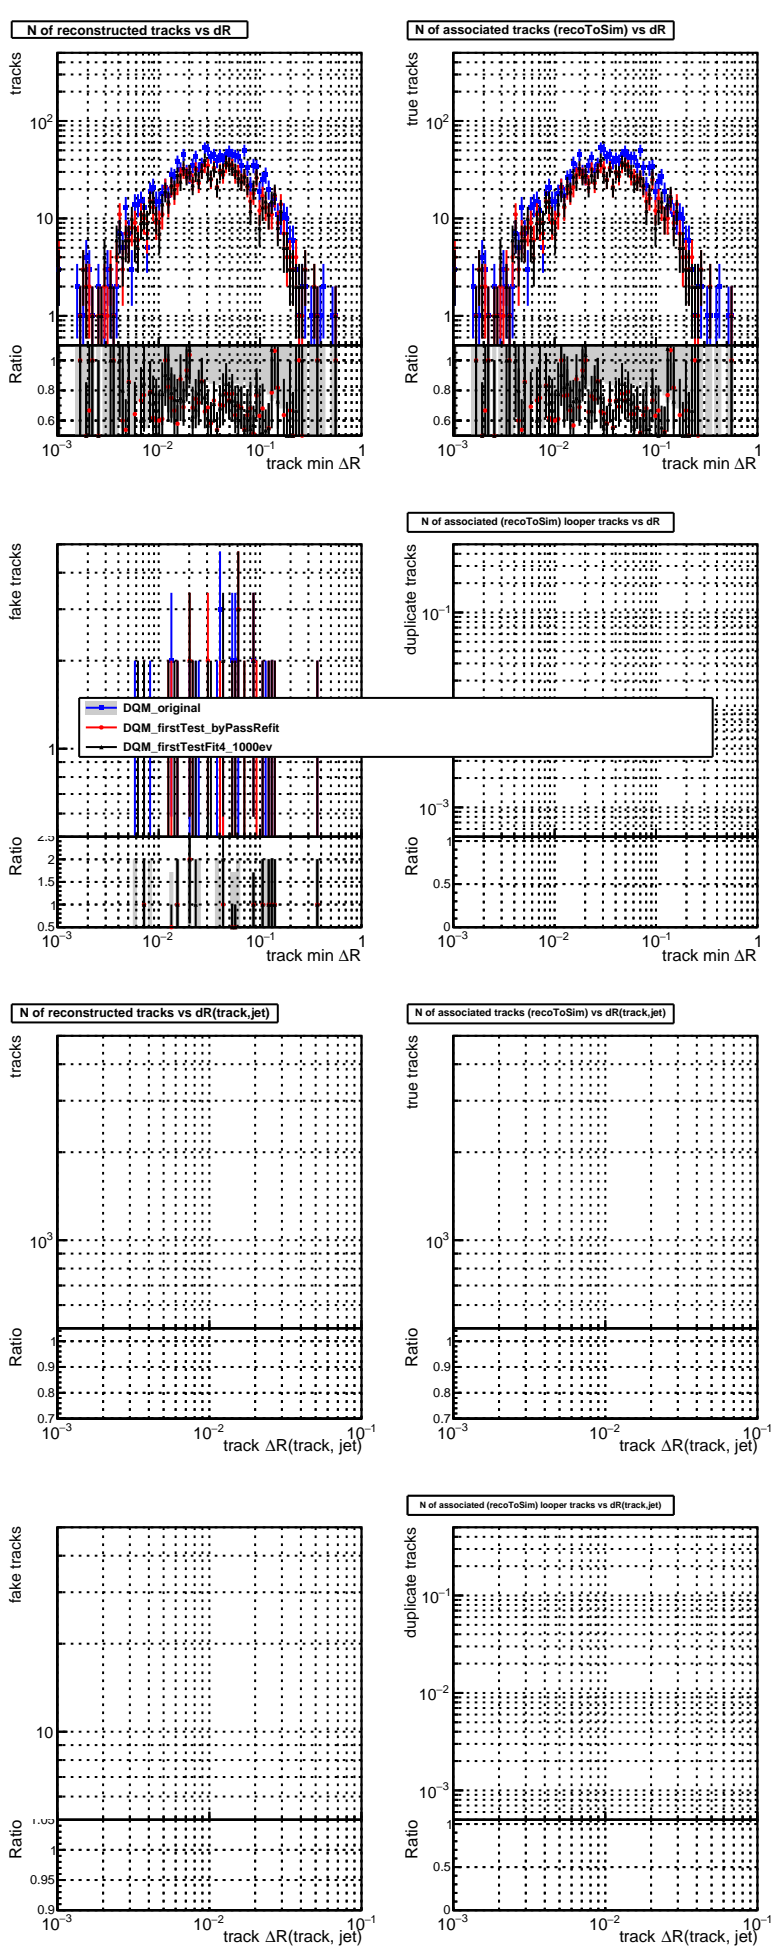 N of reconstructed tracks vs dR
N of associated tracks (recoToSim) vs dR
tracks
10²
10
1
Ratio
1
0.8
0.6
10⁻³ 10⁻² 10⁻¹ 1
track min ΔR
true tracks
10²
10
1
Ratio
1
0.8
0.6
10⁻³ 10⁻² 10⁻¹ 1
track min ΔR
N of associated (recoToSim) looper tracks vs dR
fake tracks
1
Ratio
2.5
2
1.5
1
0.5
10⁻³ 10⁻² 10⁻¹ 1
track min ΔR
duplicate tracks
10⁻¹
10⁻³
Ratio
1
0.5
0
10⁻³ 10⁻² 10⁻¹ 1
track min ΔR
DQM_original
DQM_firstTest_byPassRefit
DQM_firstTestFit4_1000ev
N of reconstructed tracks vs dR(track,jet)
N of associated tracks (recoToSim) vs dR(track,jet)
tracks
10³
Ratio
1
0.9
0.8
0.7
10⁻³ 10⁻² 10⁻¹
track ΔR(track, jet)
true tracks
10³
Ratio
1
0.9
0.8
0.7
10⁻³ 10⁻² 10⁻¹
track ΔR(track, jet)
N of associated (recoToSim) looper tracks vs dR(track,jet)
fake tracks
10
Ratio
1.05
1
0.95
0.9
10⁻³ 10⁻² 10⁻¹
track ΔR(track, jet)
duplicate tracks
10⁻¹
10⁻²
10⁻³
Ratio
1
0.5
0
10⁻³ 10⁻² 10⁻¹
track ΔR(track, jet)